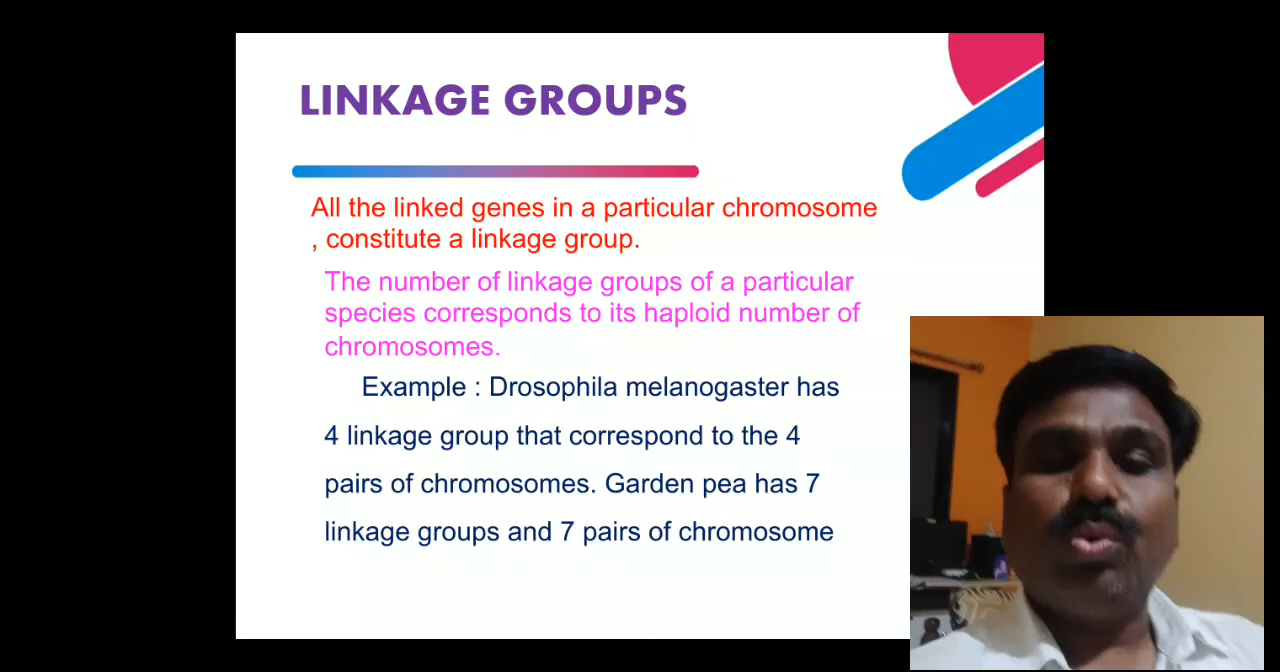 LINKAGE GROUPS
All the linked genes in a particular chromosome
, constitute a linkage group.
The number of linkage groups of a particular
species corresponds to its haploid number of
chromosomes.
Example : Drosophila melanogaster has
4 linkage group that correspond to the 4
pairs of chromosomes. Garden pea has 7
linkage groups and 7 pairs of chromosome